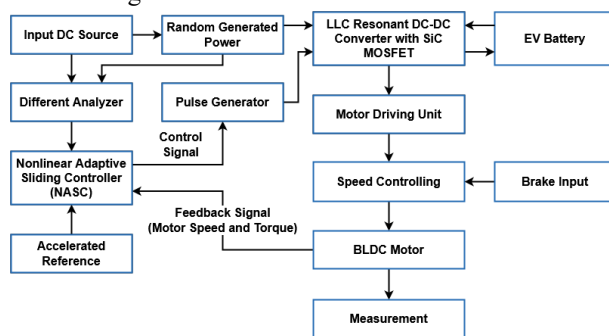 Input DC Source
Random Generated
Power
LLC Resonant DC-DC
Converter with SiC
MOSFET
EV Battery
Different Analyzer
Pulse Generator
Motor Driving Unit
Control
Signal
Nonlinear Adaptive
Sliding Controller
(NASC)
Speed Controlling
Brake Input
Feedback Signal
(Motor Speed and Torque)
Accelerated
Reference
BLDC Motor
Measurement